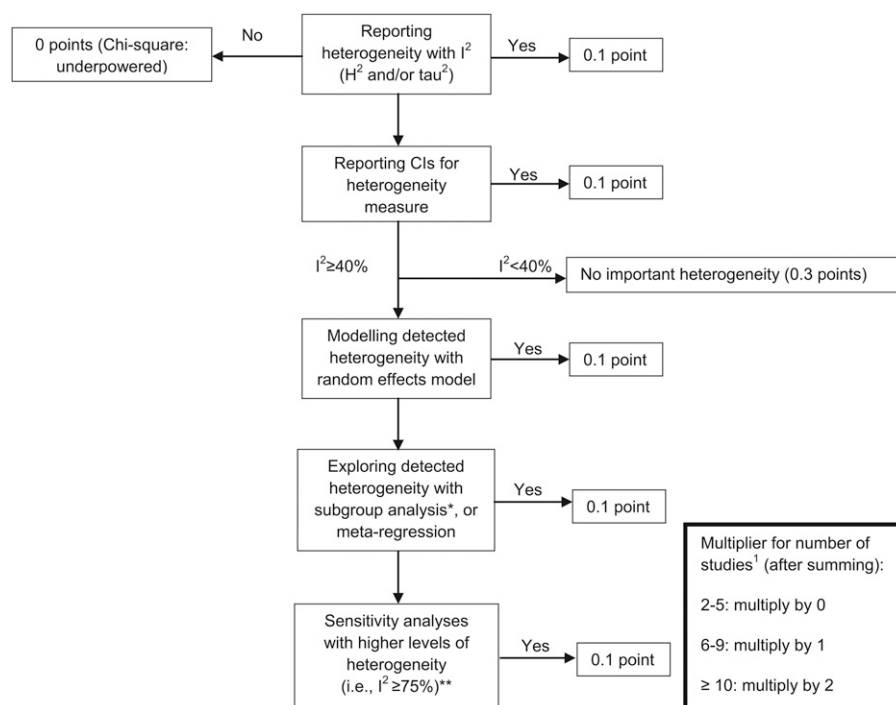 0 points (Chi-square:
underpowered)
No
Reporting
heterogeneity with I²
(H² and/or tau²)
Yes
0.1 point
Reporting CIs for
heterogeneity
measure
Yes
0.1 point
I²≥40%
I²<40%
No important heterogeneity (0.3 points)
Modelling detected
heterogeneity with
random effects model
Yes
0.1 point
Exploring detected
heterogeneity with
subgroup analysis*, or
meta-regression
Yes
0.1 point
Sensitivity analyses
with higher levels of
heterogeneity
(i.e., I² ≥75%)**
Yes
0.1 point
Multiplier for number of
studies¹ (after summing):
2-5: multiply by 0
6-9: multiply by 1
≥ 10: multiply by 2